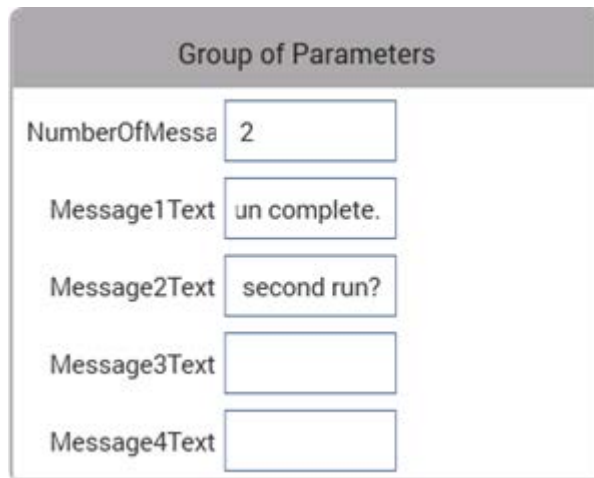 Group of Parameters
NumberOfMessa 2
Message1Text un complete.
Message2Text second run?
Message3Text
Message4Text